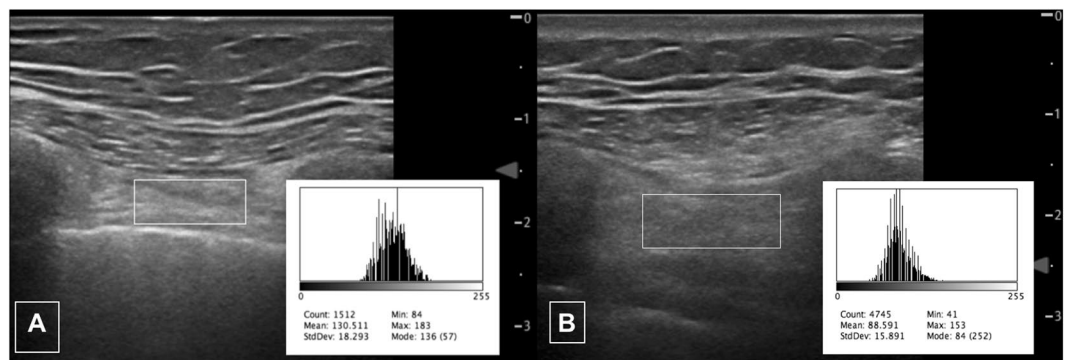 0
1
2
3
0 255
Count: 1512 Min: 84
Mean: 130.511 Max: 183
StdDev: 18.293 Mode: 136 (57)
A
0
1
2
3
0 255
Count: 4745 Min: 41
Mean: 88.591 Max: 153
StdDev: 15.891 Mode: 84 (252)
B